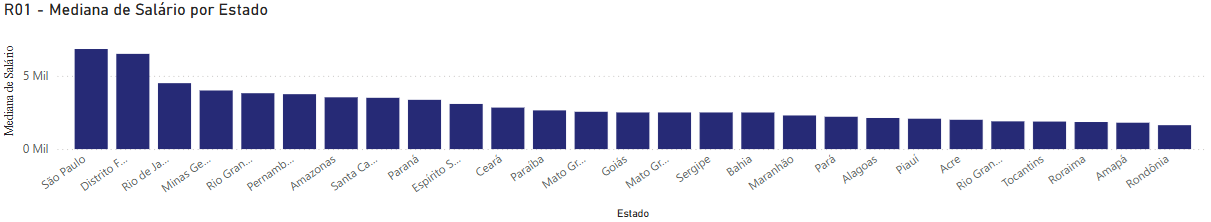 R01 - Mediana de Salário por Estado
Mediana de Salário
5 Mil
0 Mil
São Paulo
Distrito F...
Rio de Ja...
Minas Ge...
Rio Gran...
Pernamb...
Amazonas
Santa Ca...
Paraná
Espírito S...
Ceará
Paraíba
Mato Gr...
Goiás
Mato Gr...
Sergipe
Bahia
Maranhão
Pará
Alagoas
Piauí
Acre
Rio Gran...
Tocantins
Roraima
Amapá
Rondônia
Estado